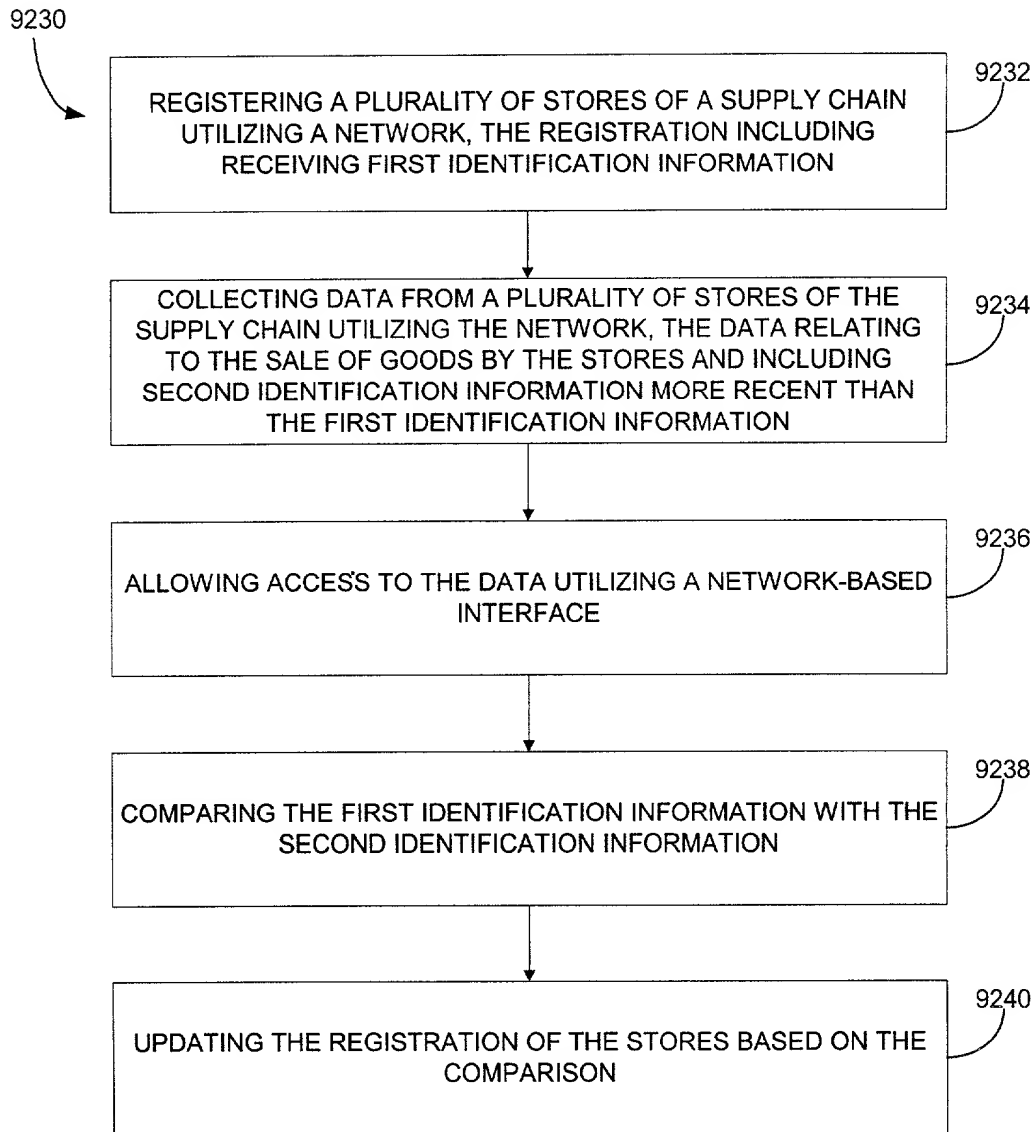 9230
9232
REGISTERING A PLURALITY OF STORES OF A SUPPLY CHAIN
UTILIZING A NETWORK, THE REGISTRATION INCLUDING
RECEIVING FIRST IDENTIFICATION INFORMATION
9234
COLLECTING DATA FROM A PLURALITY OF STORES OF THE
SUPPLY CHAIN UTILIZING THE NETWORK, THE DATA RELATING
TO THE SALE OF GOODS BY THE STORES AND INCLUDING
SECOND IDENTIFICATION INFORMATION MORE RECENT THAN
THE FIRST IDENTIFICATION INFORMATION
9236
ALLOWING ACCESS TO THE DATA UTILIZING A NETWORK-BASED
INTERFACE
9238
COMPARING THE FIRST IDENTIFICATION INFORMATION WITH THE
SECOND IDENTIFICATION INFORMATION
9240
UPDATING THE REGISTRATION OF THE STORES BASED ON THE
COMPARISON